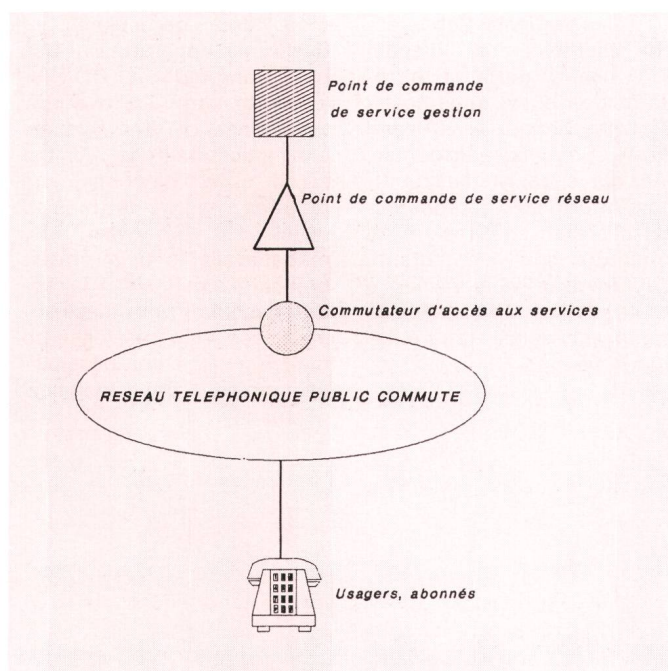 Point de commande
de service gestion
Point de commande de service réseau
Commutateur d'accès aux services
RESEAU TELEPHONIQUE PUBLIC COMMUTE
Usagers, abonnés